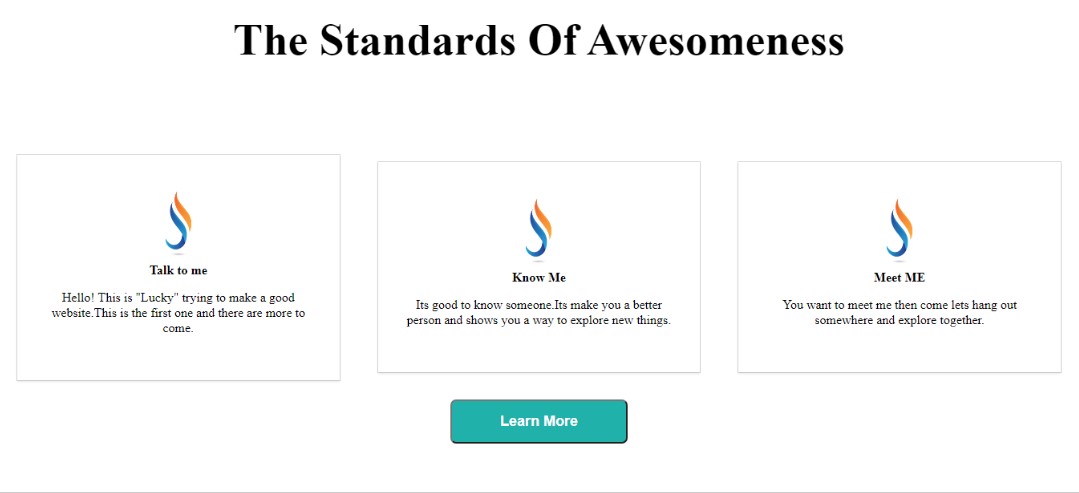 The Standards Of Awesomeness
Talk to me
Hello! This is "Lucky" trying to make a good
website.This is the first one and there are more to
come.
Know Me
Its good to know someone.Its make you a better
person and shows you a way to explore new things.
Meet ME
You want to meet me then come lets hang out
somewhere and explore together.
Learn More